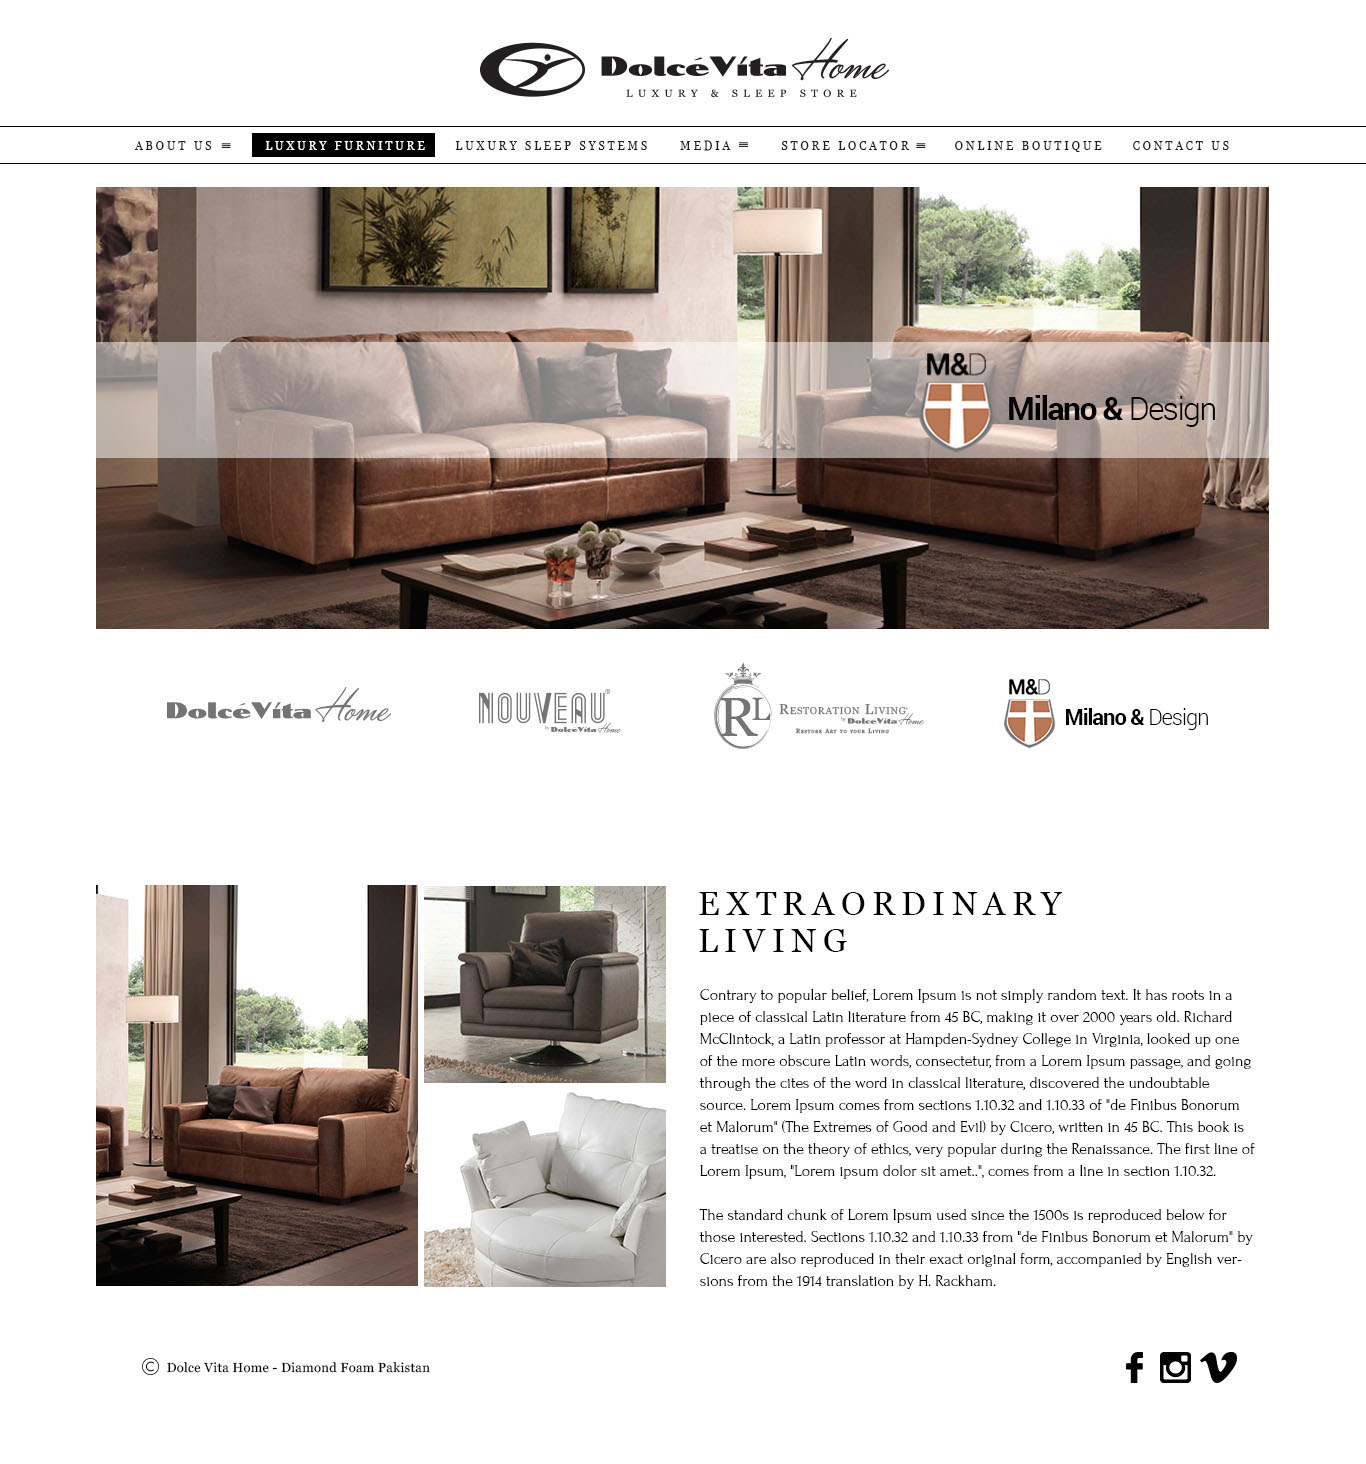 DolcéVita Home
LUXURY & SLEEP STORE
ABOUT US LUXURY FURNITURE LUXURY SLEEP SYSTEMS MEDIA STORE LOCATOR ONLINE BOUTIQUE CONTACT US
M&D
Milano & Design
DolcéVita Home
NOUVEAU
by DolcéVita Home
RL
RESTORATION LIVING
by DolcéVita Home
RESTORE ART TO YOUR LIVING
M&D
Milano & Design
EXTRAORDINARY
LIVING
Contrary to popular belief, Lorem Ipsum is not simply random text. It has roots in a
piece of classical Latin literature from 45 BC, making it over 2000 years old. Richard
McClintock, a Latin professor at Hampden-Sydney College in Virginia, looked up one
of the more obscure Latin words, consectetur, from a Lorem Ipsum passage, and going
through the cites of the word in classical literature, discovered the undoubtable
source. Lorem Ipsum comes from sections 1.10.32 and 1.10.33 of "de Finibus Bonorum
et Malorum" (The Extremes of Good and Evil) by Cicero, written in 45 BC. This book is
a treatise on the theory of ethics, very popular during the Renaissance. The first line of
Lorem Ipsum, "Lorem ipsum dolor sit amet..", comes from a line in section 1.10.32.
The standard chunk of Lorem Ipsum used since the 1500s is reproduced below for
those interested. Sections 1.10.32 and 1.10.33 from "de Finibus Bonorum et Malorum" by
Cicero are also reproduced in their exact original form, accompanied by English ver-
sions from the 1914 translation by H. Rackham.
© Dolce Vita Home - Diamond Foam Pakistan